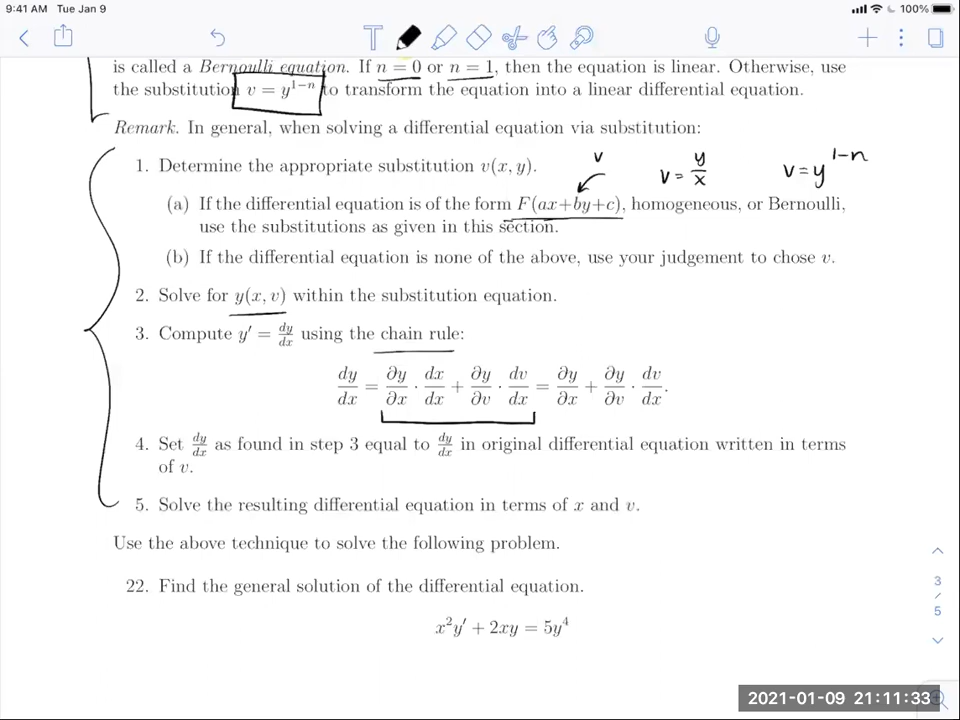 9:41 AM Tue Jan 9
100%
is called a Bernoulli equation. If n = 0 or n = 1, then the equation is linear. Otherwise, use
the substitution v = y^{1−n} to transform the equation into a linear differential equation.
Remark. In general, when solving a differential equation via substitution:
1. Determine the appropriate substitution v(x, y).
v
v = y/x
v = y^{1-n}
(a) If the differential equation is of the form F(ax+by+c), homogeneous, or Bernoulli,
use the substitutions as given in this section.
(b) If the differential equation is none of the above, use your judgement to chose v.
2. Solve for y(x, v) within the substitution equation.
3. Compute y′ = dy/dx using the chain rule:
dy/dx = ∂y/∂x · dx/dx + ∂y/∂v · dv/dx = ∂y/∂x + ∂y/∂v · dv/dx.
4. Set dy/dx as found in step 3 equal to dy/dx in original differential equation written in terms
of v.
5. Solve the resulting differential equation in terms of x and v.
Use the above technique to solve the following problem.
22. Find the general solution of the differential equation.
x²y′ + 2xy = 5y⁴
3
/
5
2021-01-09 21:11:33